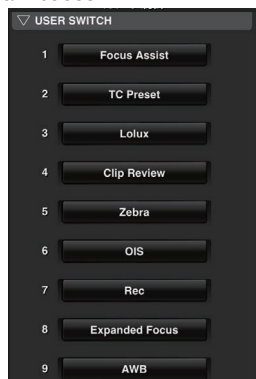 ▽ USER SWITCH
1 Focus Assist
2 TC Preset
3 Lolux
4 Clip Review
5 Zebra
6 OIS
7 Rec
8 Expanded Focus
9 AWB